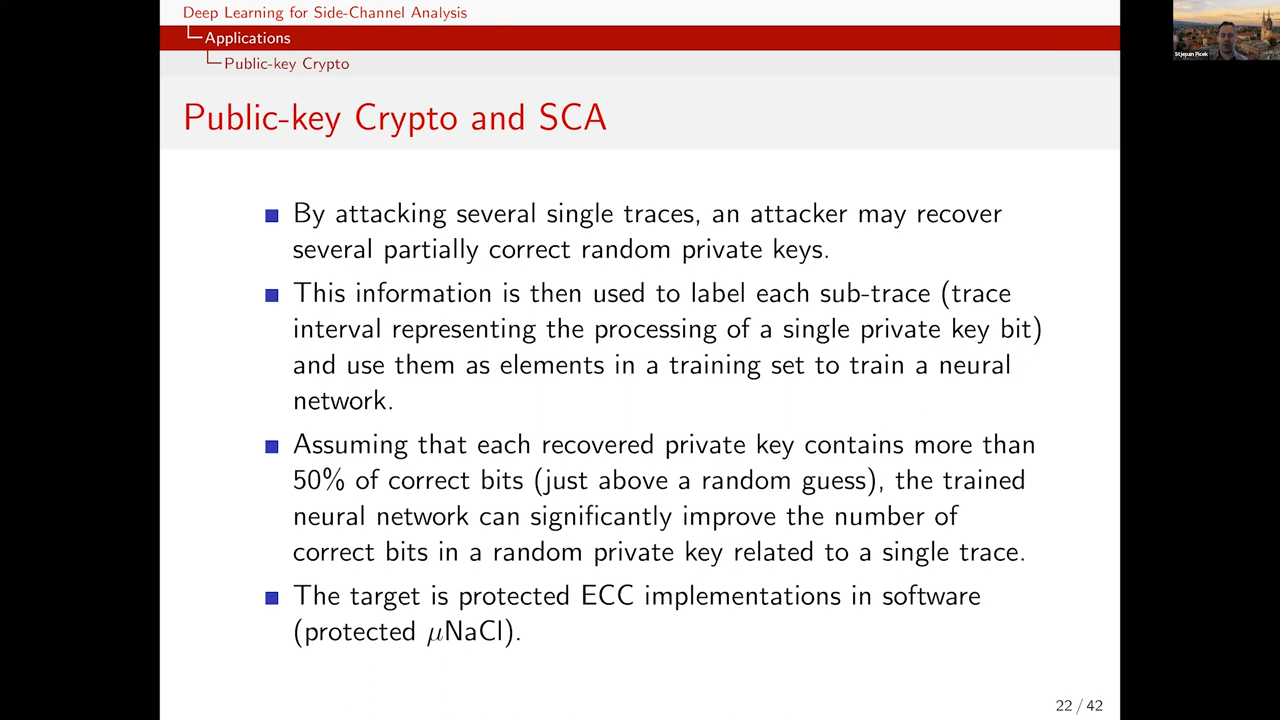 Deep Learning for Side-Channel Analysis
Applications
Public-key Crypto
Stjepan Picek
Public-key Crypto and SCA
By attacking several single traces, an attacker may recover
several partially correct random private keys.
This information is then used to label each sub-trace (trace
interval representing the processing of a single private key bit)
and use them as elements in a training set to train a neural
network.
Assuming that each recovered private key contains more than
50% of correct bits (just above a random guess), the trained
neural network can significantly improve the number of
correct bits in a random private key related to a single trace.
The target is protected ECC implementations in software
(protected μNaCl).
22 / 42